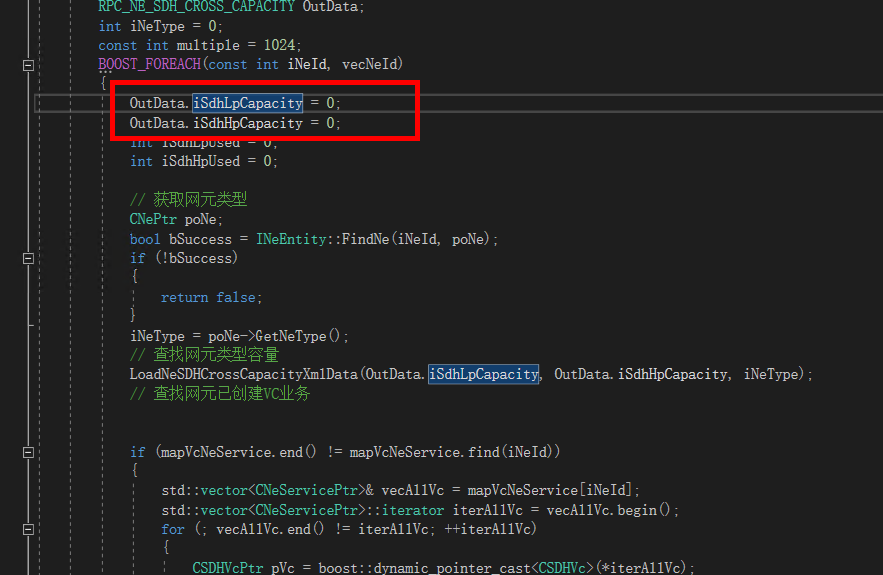 RPC_NE_SDH_CROSS_CAPACITY OutData;
int iNeType = 0;
const int multiple = 1024;
BOOST_FOREACH(const int iNeId, vecNeId)
{
OutData.iSdhLpCapacity = 0;
OutData.iSdhHpCapacity = 0;
int iSdhLpUsed = 0;
int iSdhHpUsed = 0;
// 获取网元类型
CNePtr poNe;
bool bSuccess = INeEntity::FindNe(iNeId, poNe);
if (!bSuccess)
{
return false;
}
iNeType = poNe->GetNeType();
// 查找网元类型容量
LoadNeSDHCrossCapacityXmlData(OutData.iSdhLpCapacity, OutData.iSdhHpCapacity, iNeType);
// 查找网元已创建VC业务
if (mapVcNeService.end() != mapVcNeService.find(iNeId))
{
std::vector<CNeServicePtr>& vecAllVc = mapVcNeService[iNeId];
std::vector<CNeServicePtr>::iterator iterAllVc = vecAllVc.begin();
for (; vecAllVc.end() != iterAllVc; ++iterAllVc)
{
CSDHVcPtr pVc = boost::dynamic_pointer_cast<CSDHVc>(*iterAllVc);